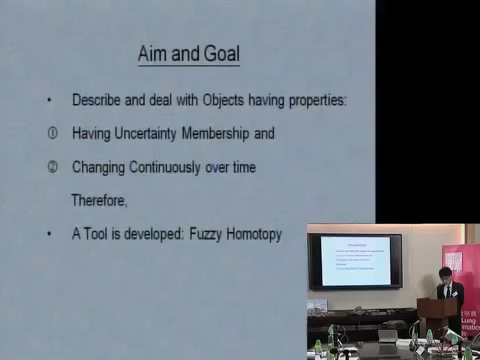 Aim and Goal
• Describe and deal with Objects having properties:
① Having Uncertainty Membership and
② Changing Continuously over time
Therefore,
• A Tool is developed: Fuzzy Homotopy
Lung